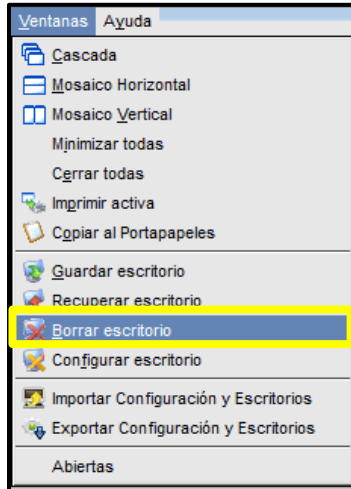 Ventanas Ayuda
Cascada
Mosaico Horizontal
Mosaico Vertical
Minimizar todas
Cerrar todas
Imprimir activa
Copiar al Portapapeles
Guardar escritorio
Recuperar escritorio
Borrar escritorio
Configurar escritorio
Importar Configuración y Escritorios
Exportar Configuración y Escritorios
Abiertas